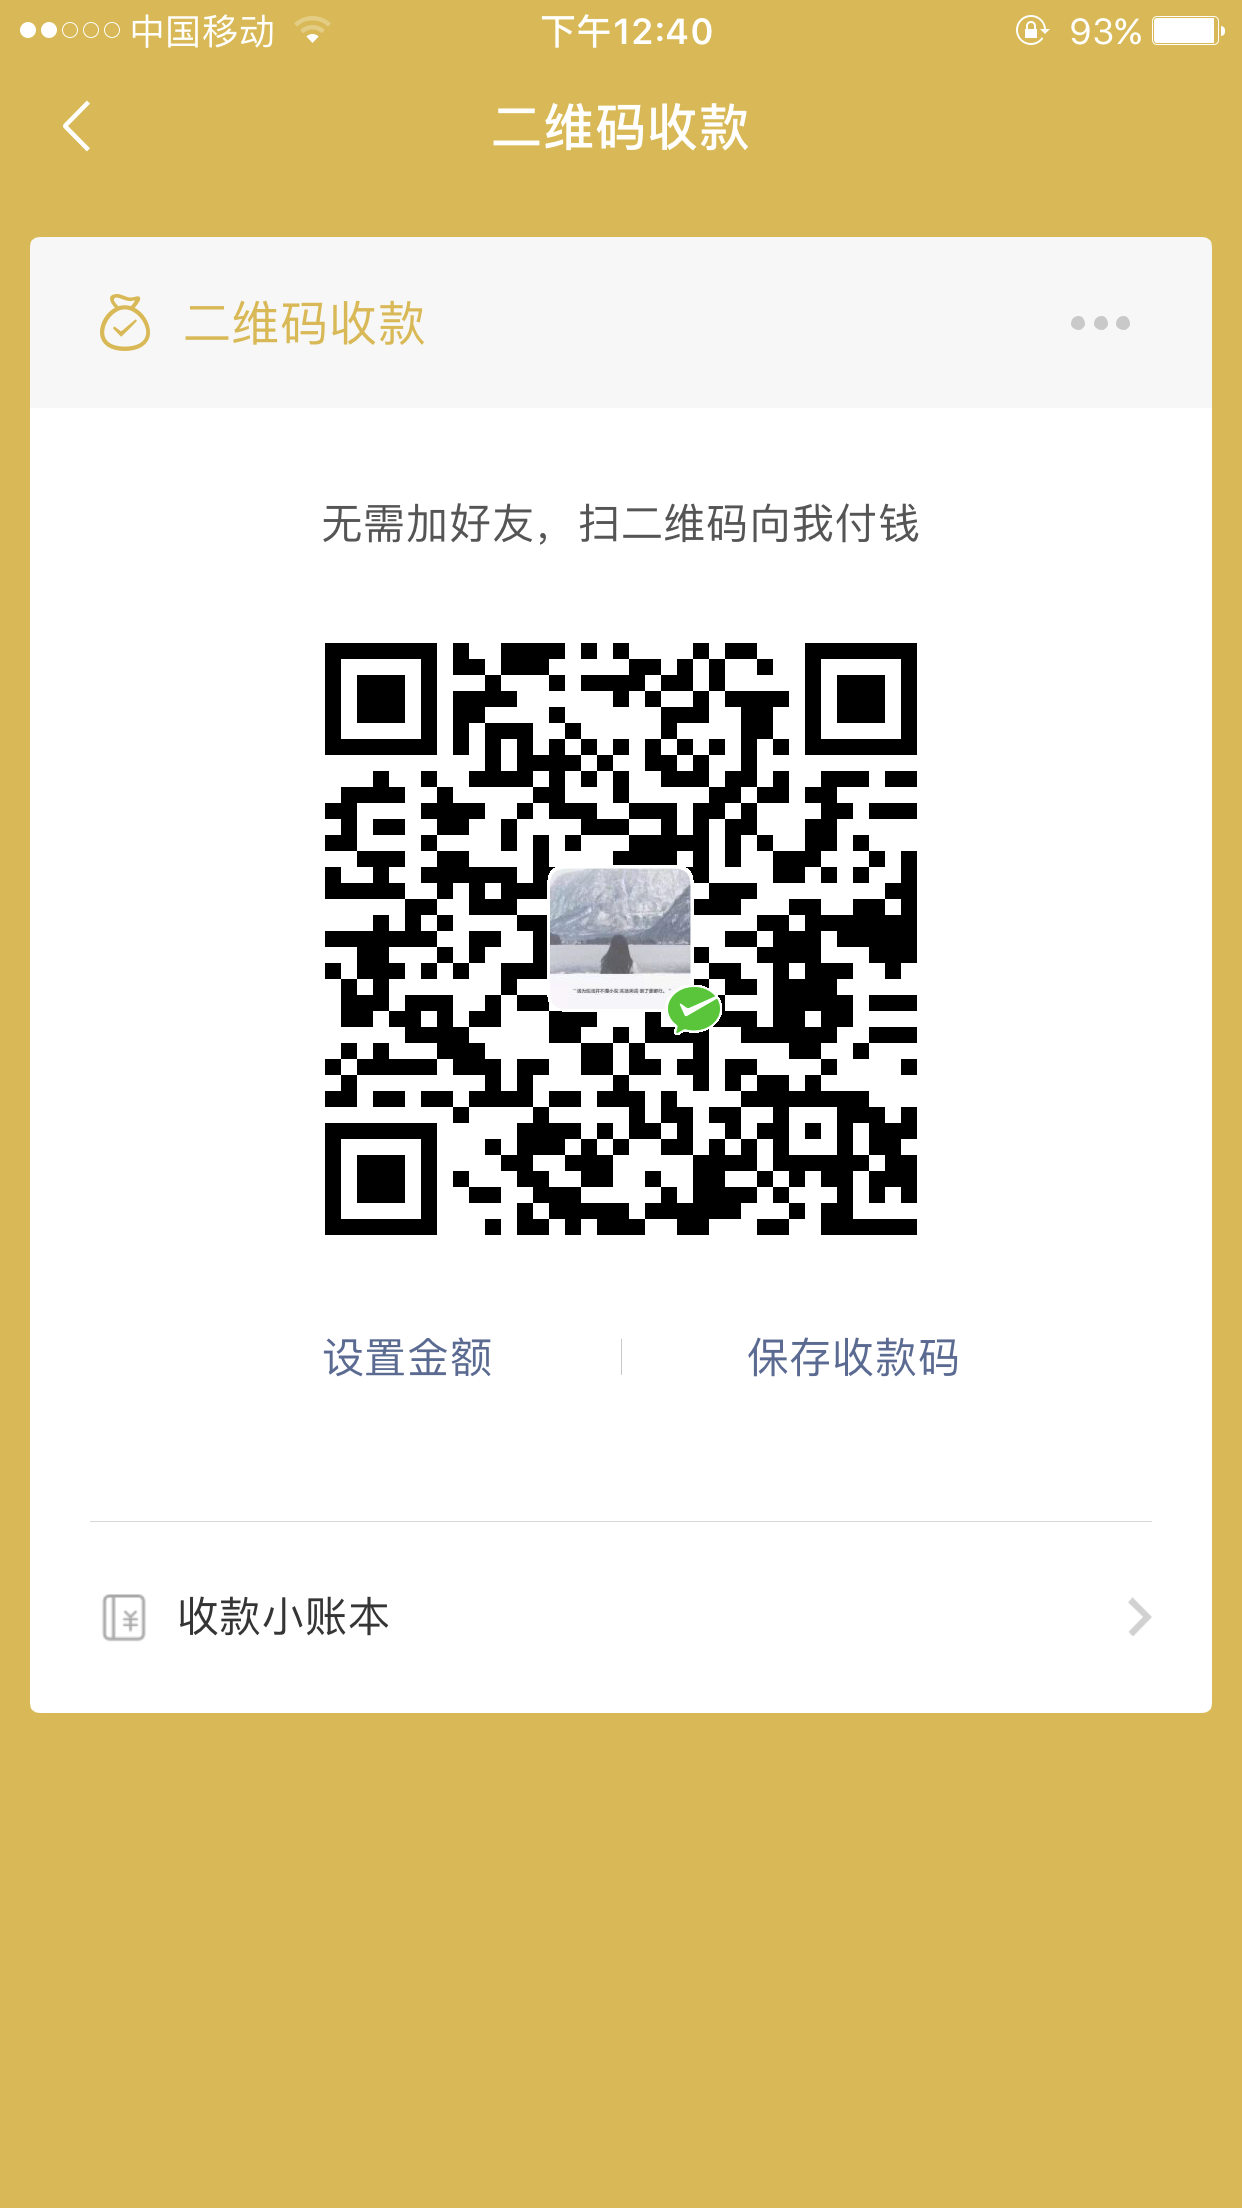 中国移动 下午12:40 93%
二维码收款
二维码收款
无需加好友，扫二维码向我付钱
设置金额 保存收款码
收款小账本